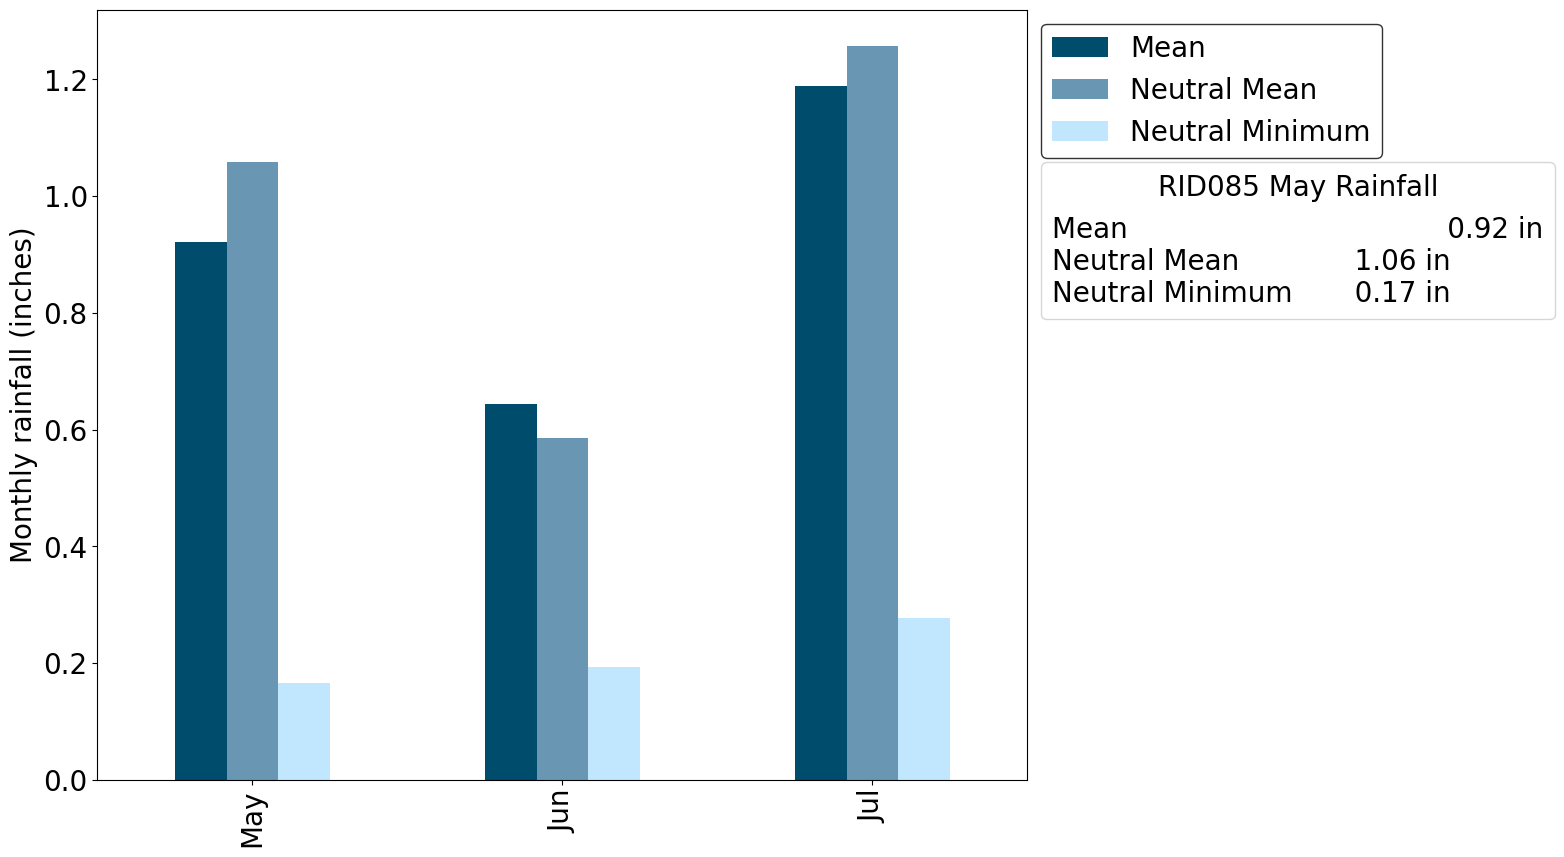 Monthly rainfall (inches)
1.2
1.0
0.8
0.6
0.4
0.2
0.0
May
Jun
Jul
Mean
Neutral Mean
Neutral Minimum
RID085 May Rainfall
Mean 0.92 in
Neutral Mean 1.06 in
Neutral Minimum 0.17 in